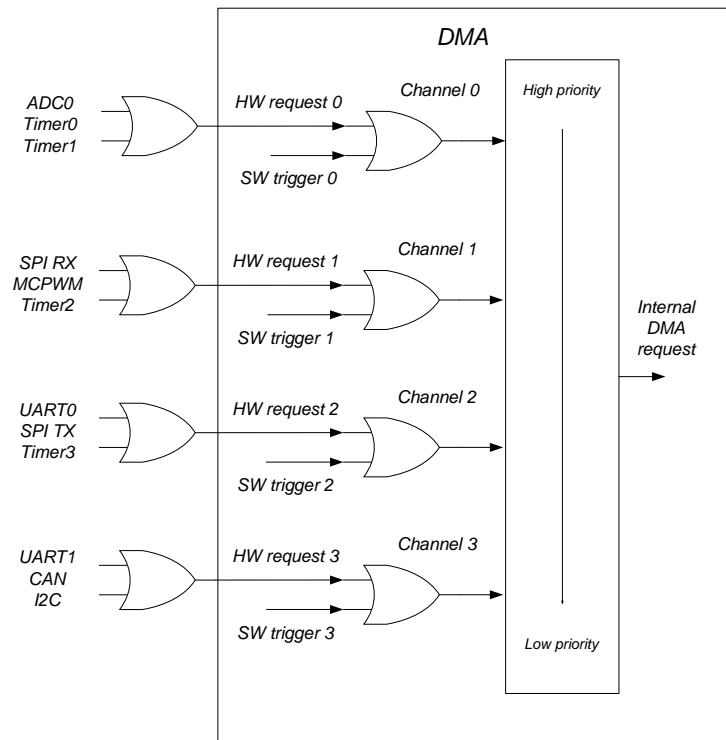 DMA
ADC0
Timer0
Timer1
HW request 0
SW trigger 0
Channel 0
High priority
SPI RX
MCPWM
Timer2
HW request 1
SW trigger 1
Channel 1
Internal
DMA
request
UART0
SPI TX
Timer3
HW request 2
SW trigger 2
Channel 2
UART1
CAN
I2C
HW request 3
SW trigger 3
Channel 3
Low priority